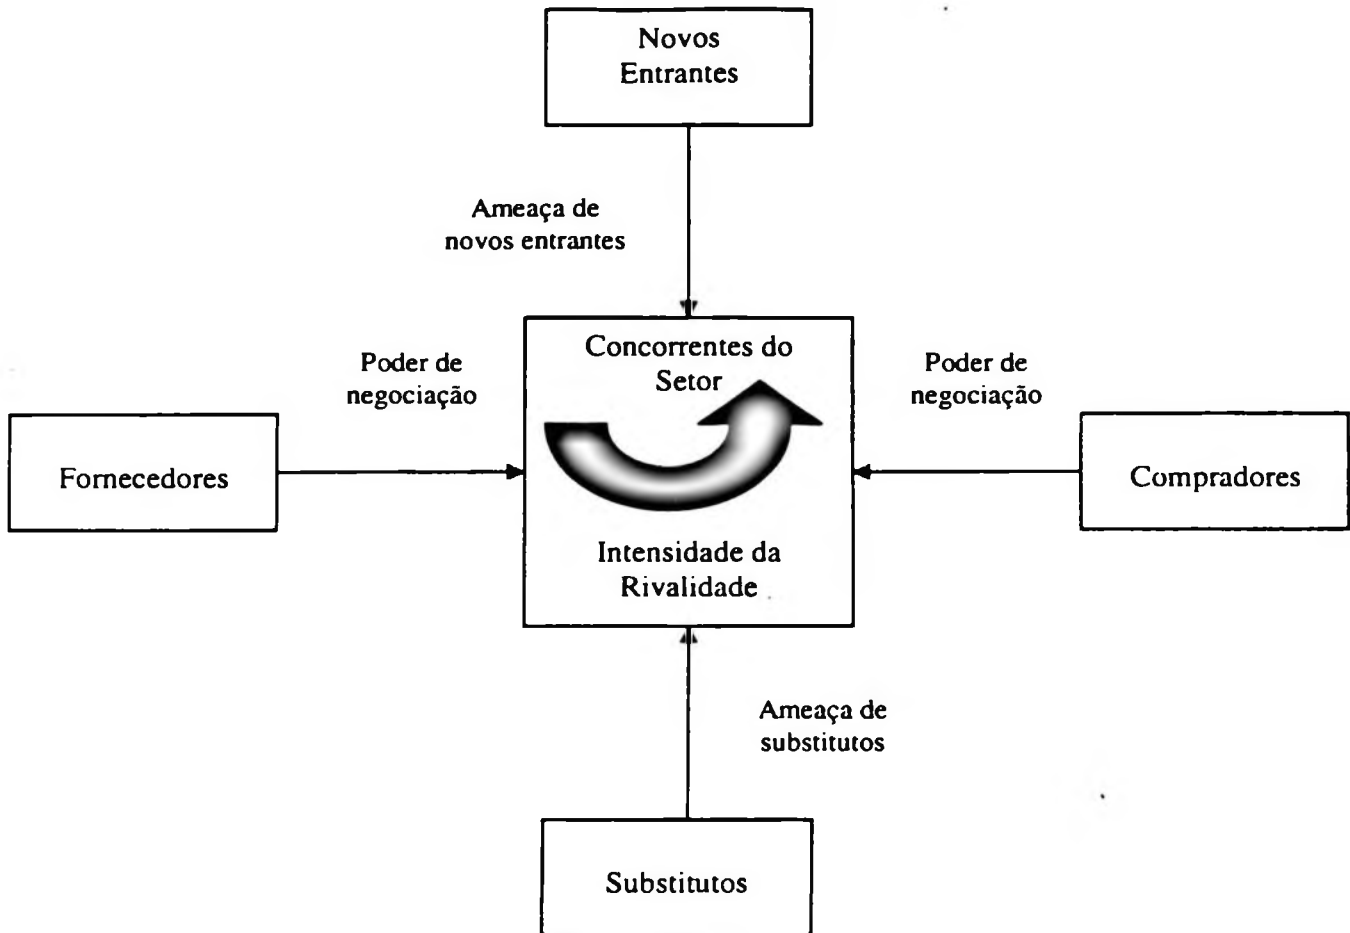 Novos
Entrantes
Ameaça de
novos entrantes
Concorrentes do
Setor
Poder de
negociação
Poder de
negociação
Fornecedores
Compradores
Intensidade da
Rivalidade
Ameaça de
substitutos
Substitutos